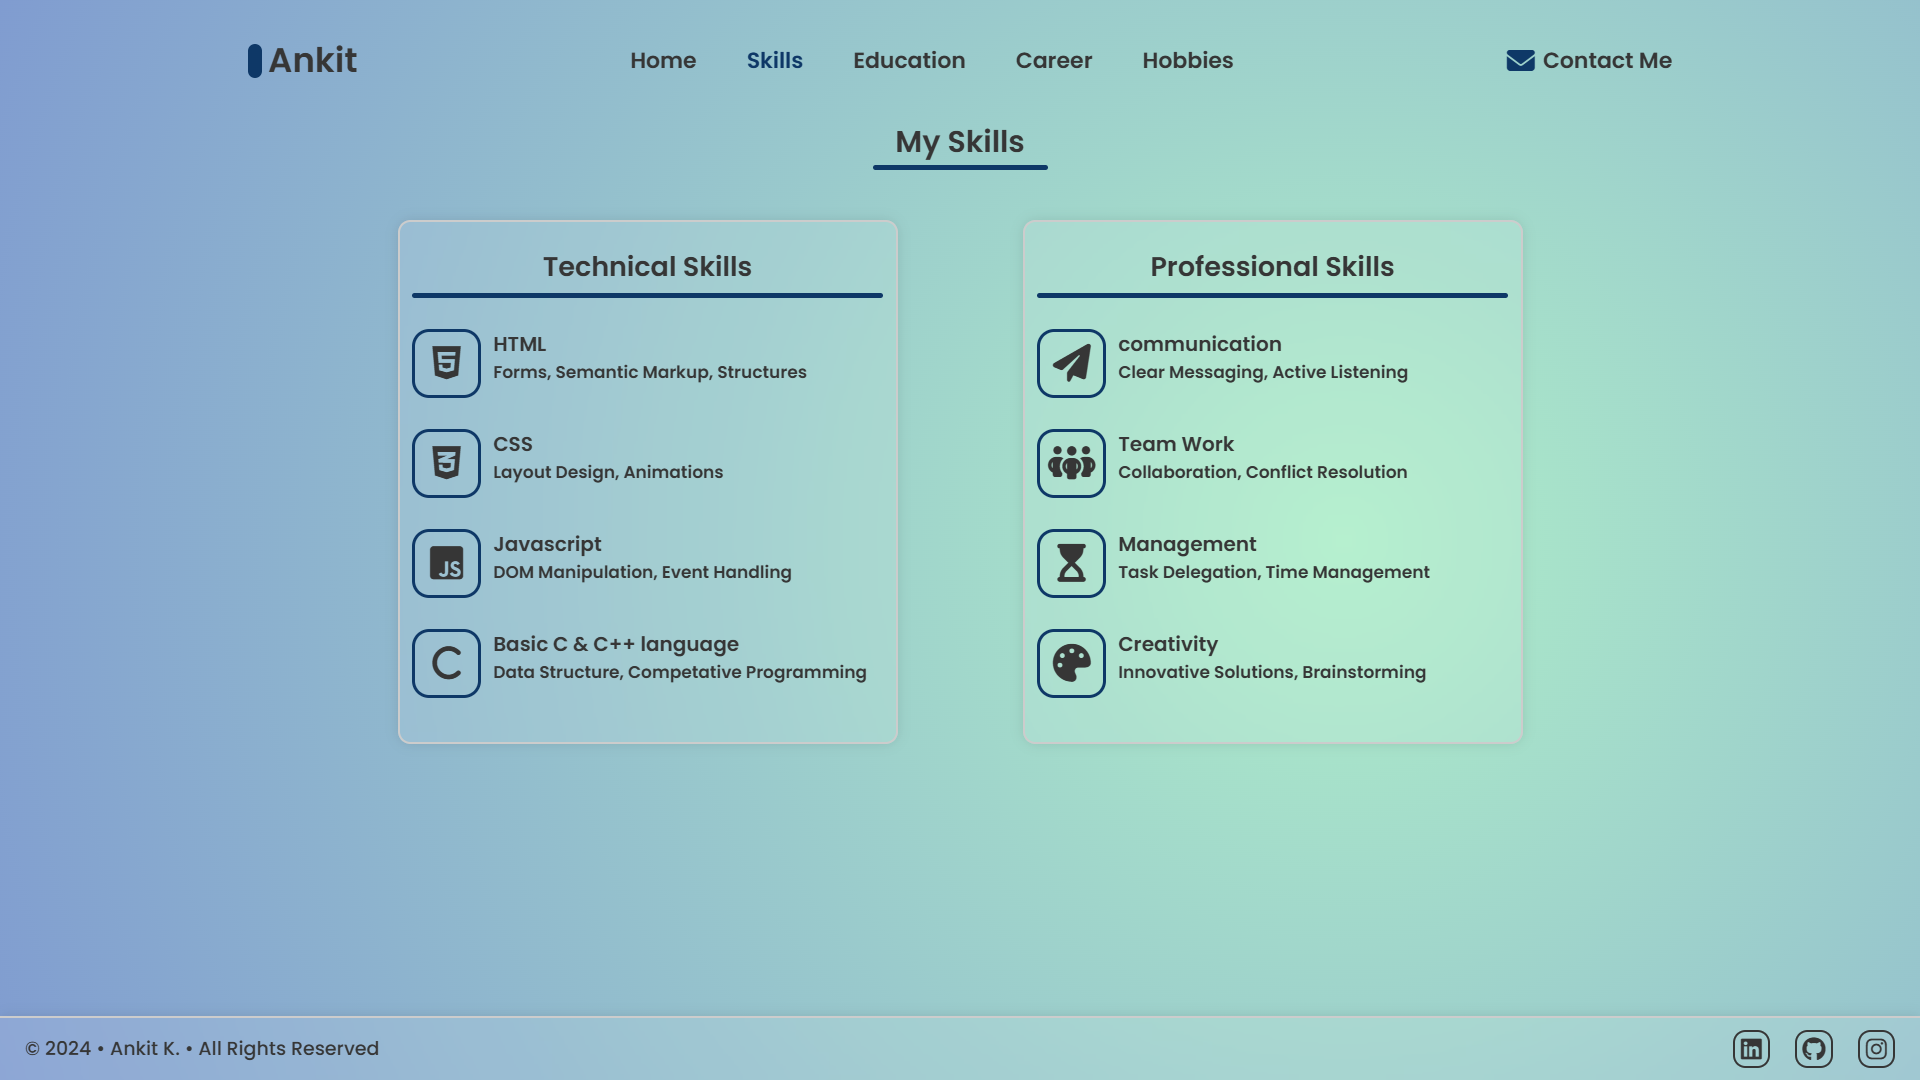 Ankit
Home Skills Education Career Hobbies
Contact Me
My Skills
Technical Skills
HTML
Forms, Semantic Markup, Structures
CSS
Layout Design, Animations
JS
Javascript
DOM Manipulation, Event Handling
C
Basic C & C++ language
Data Structure, Competative Programming
Professional Skills
communication
Clear Messaging, Active Listening
Team Work
Collaboration, Conflict Resolution
Management
Task Delegation, Time Management
Creativity
Innovative Solutions, Brainstorming
© 2024 • Ankit K. • All Rights Reserved
in